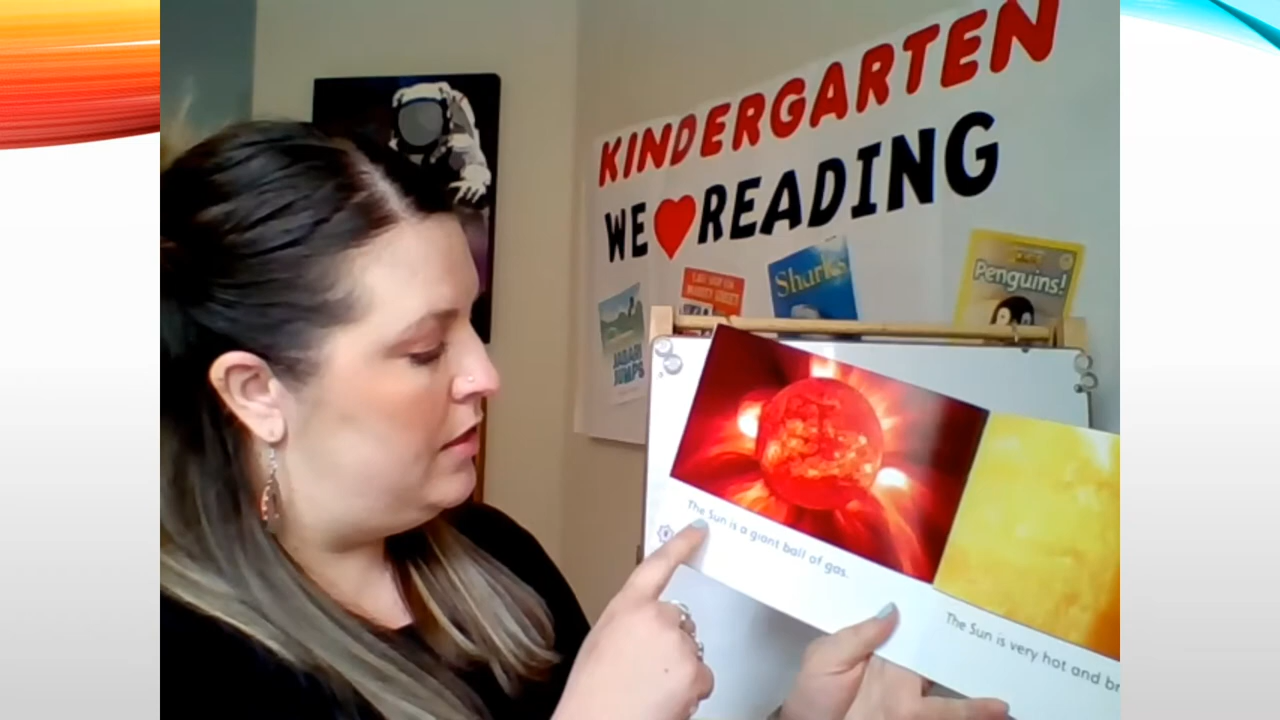 KINDERGARTEN
WE READING
Sharks
Penguins!
JABARI
JUMPS
The Sun is a giant ball of gas.
The Sun is very hot and br